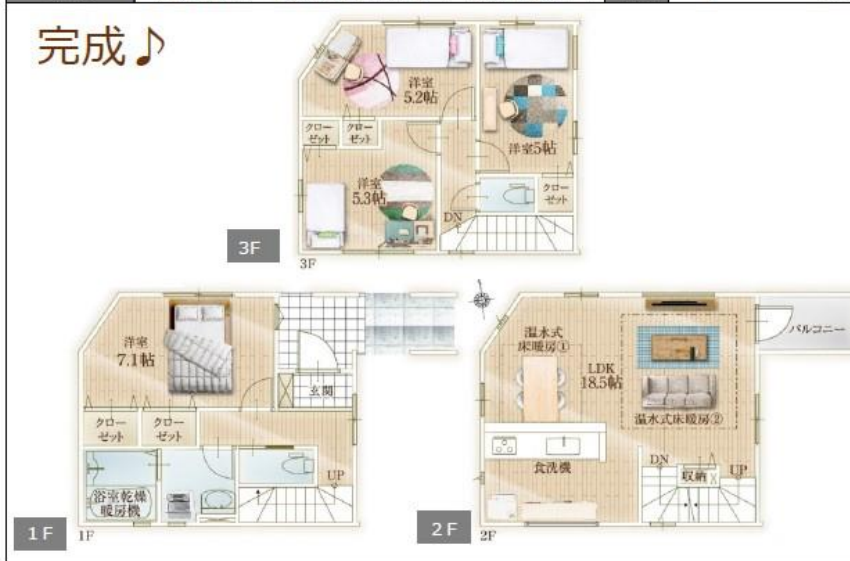 完成♪
洋室
5.2帖
クロー
ゼット
クロー
ゼット
洋室5帖
洋室
5.3帖
クロー
ゼット
DN
3F
3F
洋室
7.1帖
玄関
クロー
ゼット
クロー
ゼット
浴室乾燥
暖房機
UP
1F
1F
温水式
床暖房①
バルコニー
LDK
18.5帖
温水式床暖房②
食洗機
DN
収納
UP
2F
2F